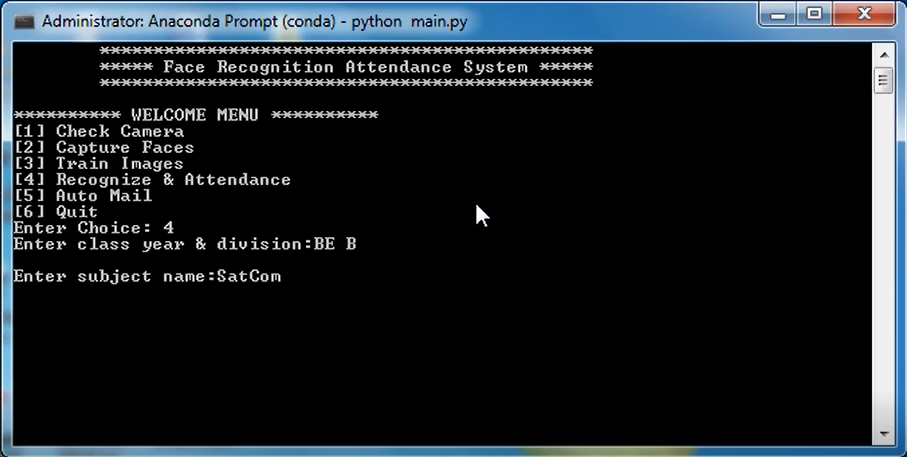 Administrator: Anaconda Prompt (conda) - python main.py
**********************************************
***** Face Recognition Attendance System *****
**********************************************
********** WELCOME MENU **********
[1] Check Camera
[2] Capture Faces
[3] Train Images
[4] Recognize & Attendance
[5] Auto Mail
[6] Quit
Enter Choice: 4
Enter class year & division:BE B
Enter subject name:SatCom